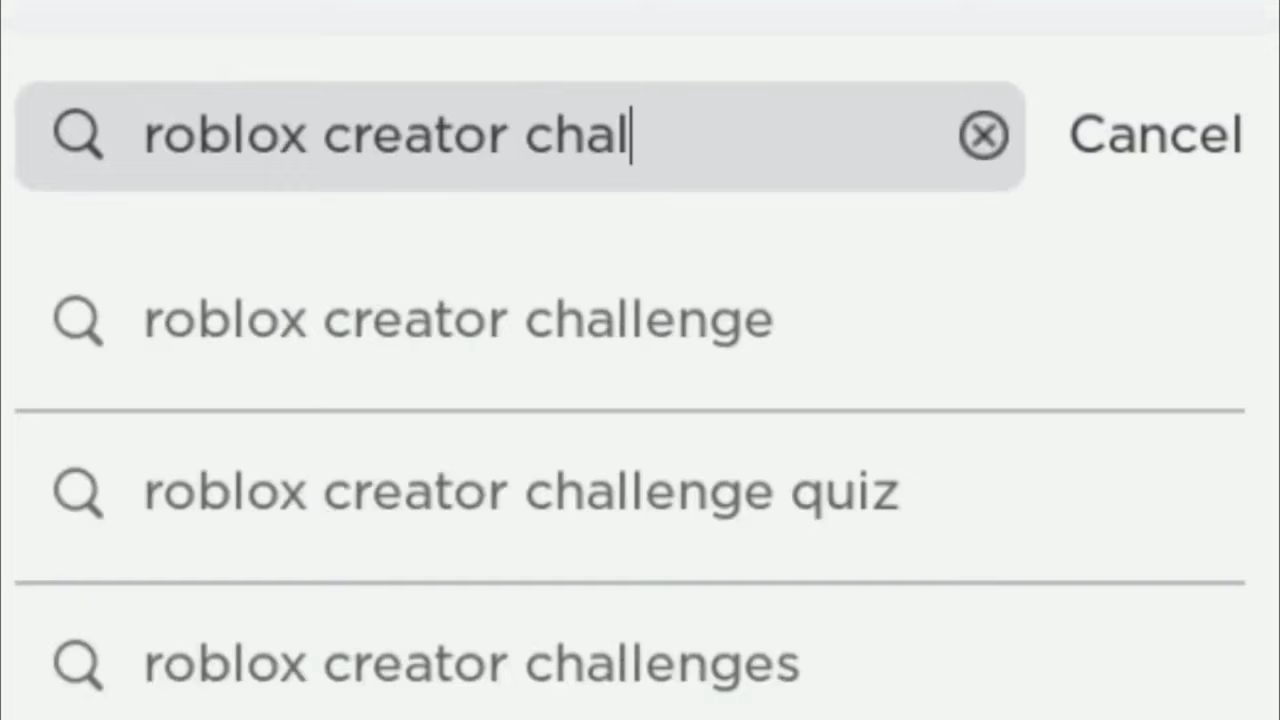 roblox creator chal
Cancel
roblox creator challenge
roblox creator challenge quiz
roblox creator challenges